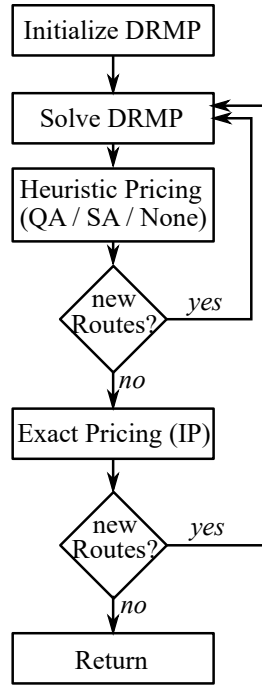 Initialize DRMP
Solve DRMP
Heuristic Pricing
(QA / SA / None)
new
Routes?
yes
no
Exact Pricing (IP)
new
Routes?
yes
no
Return